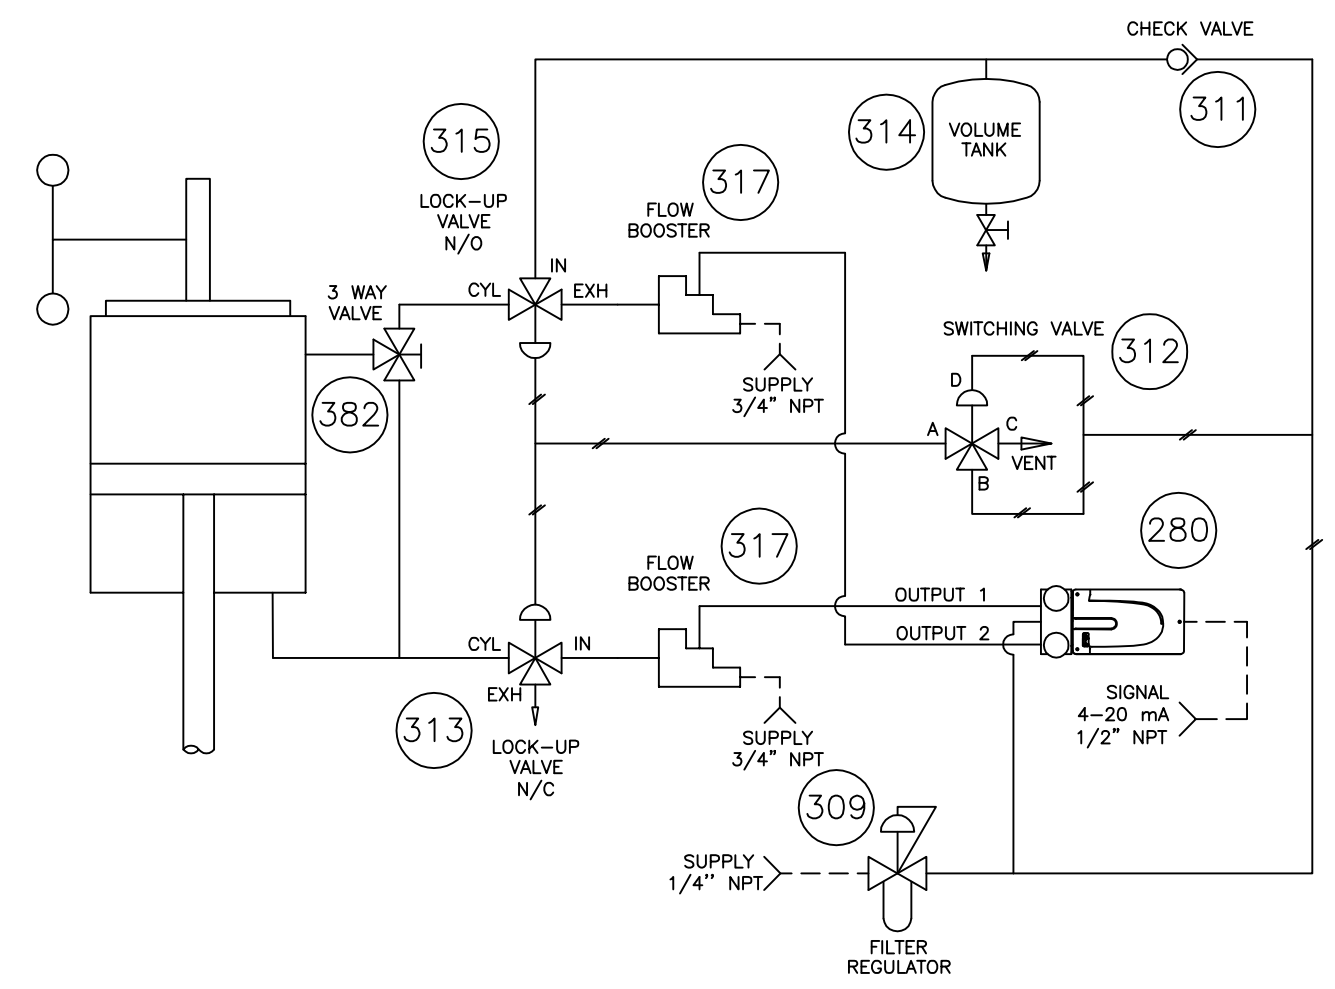 CHECK VALVE
311
314
VOLUME
TANK
315
LOCK-UP
VALVE
N/O
317
FLOW
BOOSTER
IN
CYL
EXH
3 WAY
VALVE
382
SUPPLY
3/4" NPT
SWITCHING VALVE
312
D
A
C
VENT
B
280
317
FLOW
BOOSTER
OUTPUT 1
OUTPUT 2
CYL
IN
EXH
313
LOCK-UP
VALVE
N/C
SUPPLY
3/4" NPT
SIGNAL
4-20 mA
1/2" NPT
309
SUPPLY
1/4" NPT
FILTER
REGULATOR